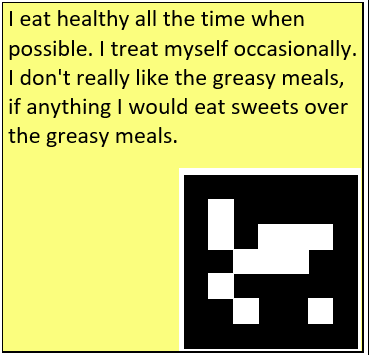 I eat healthy all the time when
possible. I treat myself occasionally.
I don't really like the greasy meals,
if anything I would eat sweets over
the greasy meals.